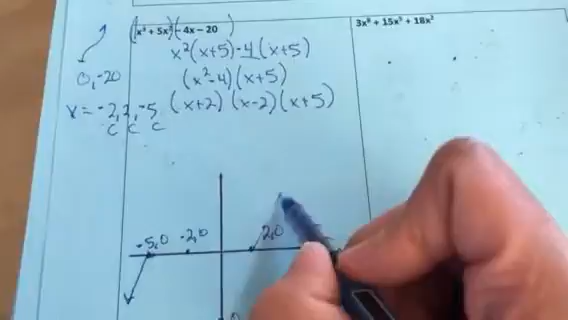 (x³ + 5x²)(- 4x - 20)
3x⁹ + 15x⁵ + 18x²
x²(x+5) -4(x+5)
0, -20
(x²-4)(x+5)
x = -2, 2, -5
(x+2)(x-2)(x+5)
C C C
-5,0
-2,0
2,0